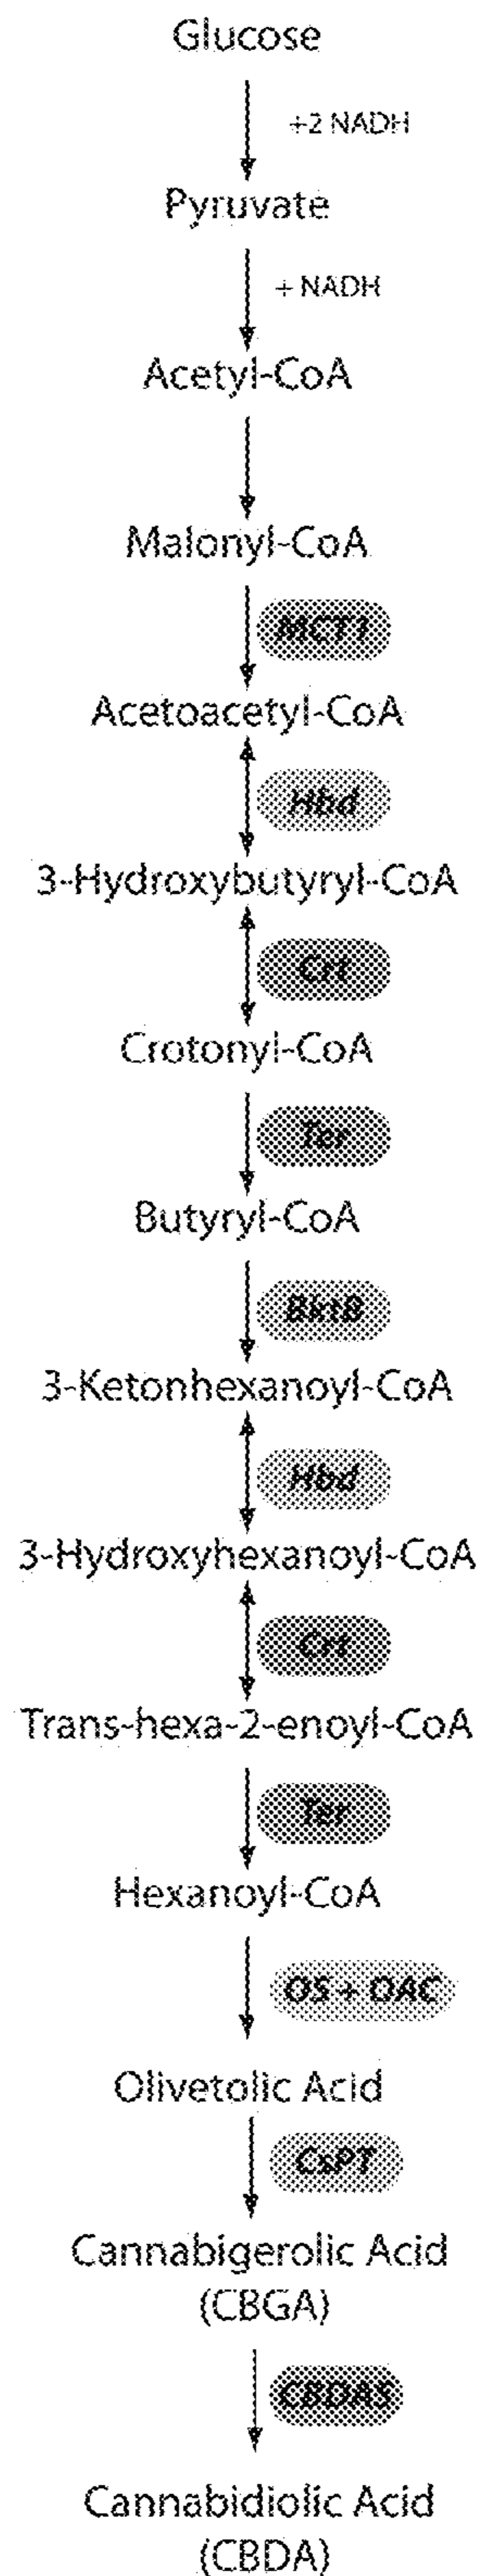 Glucose
+2 NADH
Pyruvate
+ NADH
Acetyl-CoA
Malonyl-CoA
MCT1
Acetoacetyl-CoA
Hbd
3-Hydroxybutyryl-CoA
Crt
Crotonyl-CoA
Ter
Butyryl-CoA
BktB
3-Ketonhexanoyl-CoA
Hbd
3-Hydroxyhexanoyl-CoA
Crt
Trans-hexa-2-enoyl-CoA
Ter
Hexanoyl-CoA
OS + OAC
Olivetolic Acid
CsPT
Cannabigerolic Acid
(CBGA)
CBDAS
Cannabidiolic Acid
(CBDA)